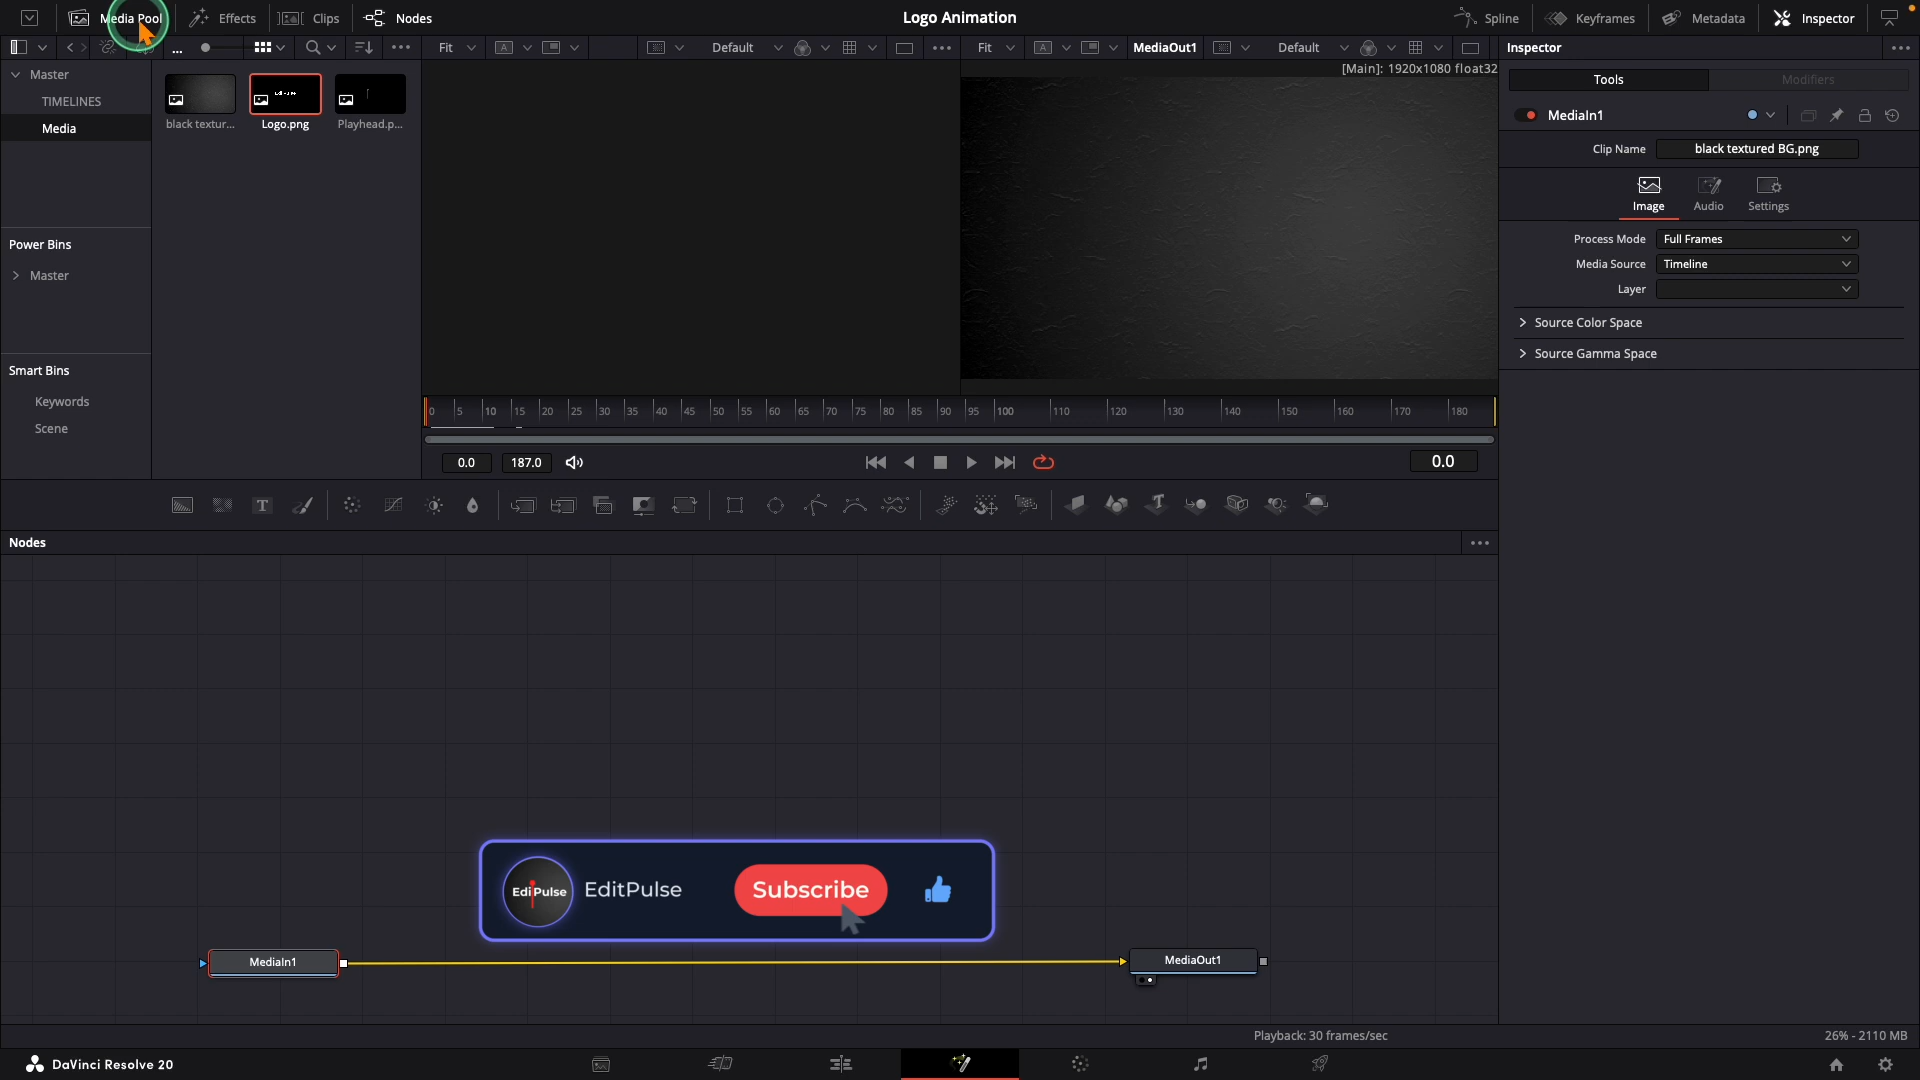 Media Pool
Effects
Clips
Nodes
Logo Animation
Spline
Keyframes
Metadata
Inspector
...
Fit
A
Default
Fit
A
MediaOut1
Default
Inspector
Master
TIMELINES
Media
black textur...
Logo.png
Playhead.p...
[Main]: 1920x1080 float32
Tools
Modifiers
MediaIn1
Clip Name
black textured BG.png
Image
Audio
Settings
Process Mode
Full Frames
Media Source
Timeline
Layer
Source Color Space
Source Gamma Space
Power Bins
Master
Smart Bins
Keywords
Scene
0 5 10 15 20 25 30 35 40 45 50 55 60 65 70 75 80 85 90 95 100 110 120 130 140 150 160 170 180
0.0
187.0
0.0
T
T
Nodes
EdiPulse
EditPulse
Subscribe
MediaIn1
MediaOut1
Playback: 30 frames/sec
26% - 2110 MB
DaVinci Resolve 20